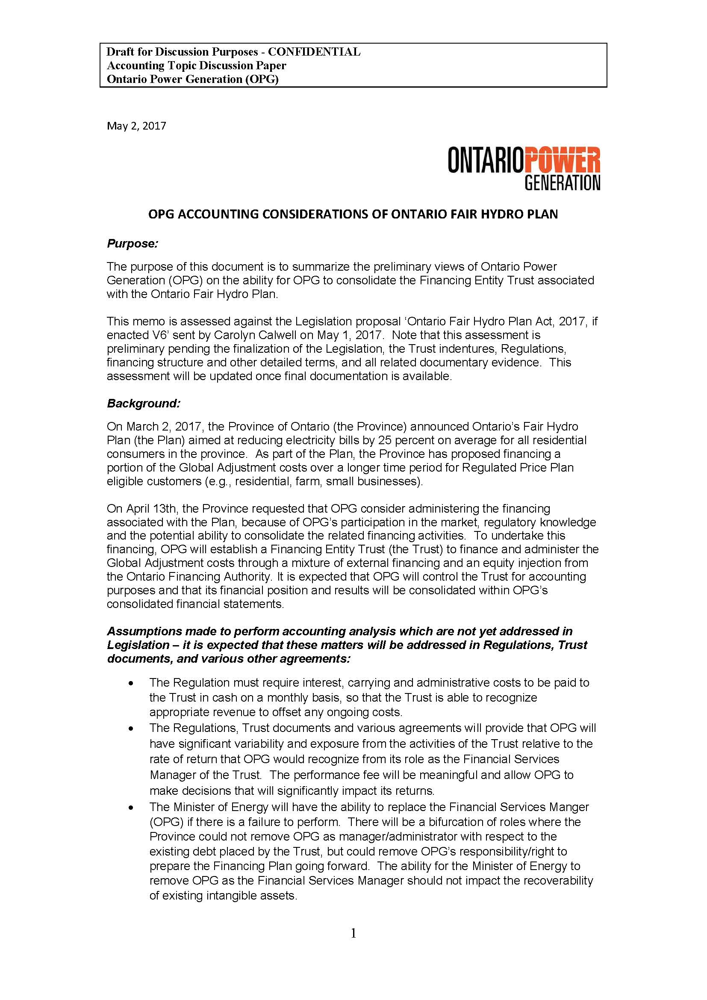 Draft for Discussion Purposes - CONFIDENTIAL
Accounting Topic Discussion Paper
Ontario Power Generation (OPG)
May 2, 2017
ONTARIOPOWER
GENERATION
OPG ACCOUNTING CONSIDERATIONS OF ONTARIO FAIR HYDRO PLAN
Purpose:
The purpose of this document is to summarize the preliminary views of Ontario Power
Generation (OPG) on the ability for OPG to consolidate the Financing Entity Trust associated
with the Ontario Fair Hydro Plan.
This memo is assessed against the Legislation proposal ‘Ontario Fair Hydro Plan Act, 2017, if
enacted V6’ sent by Carolyn Calwell on May 1, 2017.  Note that this assessment is
preliminary pending the finalization of the Legislation, the Trust indentures, Regulations,
financing structure and other detailed terms, and all related documentary evidence.  This
assessment will be updated once final documentation is available.
Background:
On March 2, 2017, the Province of Ontario (the Province) announced Ontario’s Fair Hydro
Plan (the Plan) aimed at reducing electricity bills by 25 percent on average for all residential
consumers in the province.  As part of the Plan, the Province has proposed financing a
portion of the Global Adjustment costs over a longer time period for Regulated Price Plan
eligible customers (e.g., residential, farm, small businesses).
On April 13th, the Province requested that OPG consider administering the financing
associated with the Plan, because of OPG’s participation in the market, regulatory knowledge
and the potential ability to consolidate the related financing activities.  To undertake this
financing, OPG will establish a Financing Entity Trust (the Trust) to finance and administer the
Global Adjustment costs through a mixture of external financing and an equity injection from
the Ontario Financing Authority. It is expected that OPG will control the Trust for accounting
purposes and that its financial position and results will be consolidated within OPG’s
consolidated financial statements.
Assumptions made to perform accounting analysis which are not yet addressed in
Legislation – it is expected that these matters will be addressed in Regulations, Trust
documents, and various other agreements:
• The Regulation must require interest, carrying and administrative costs to be paid to
the Trust in cash on a monthly basis, so that the Trust is able to recognize
appropriate revenue to offset any ongoing costs.
• The Regulations, Trust documents and various agreements will provide that OPG will
have significant variability and exposure from the activities of the Trust relative to the
rate of return that OPG would recognize from its role as the Financial Services
Manager of the Trust.  The performance fee will be meaningful and allow OPG to
make decisions that will significantly impact its returns.
• The Minister of Energy will have the ability to replace the Financial Services Manger
(OPG) if there is a failure to perform.  There will be a bifurcation of roles where the
Province could not remove OPG as manager/administrator with respect to the
existing debt placed by the Trust, but could remove OPG’s responsibility/right to
prepare the Financing Plan going forward.  The ability for the Minister of Energy to
remove OPG as the Financial Services Manager should not impact the recoverability
of existing intangible assets.
1